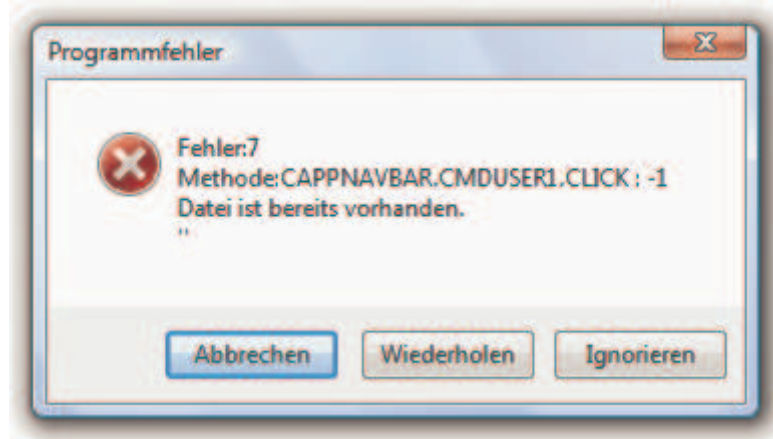 Programmfehler
Fehler:7
Methode:CAPPNAVBAR.CMDUSER1.CLICK : -1
Datei ist bereits vorhanden.
''
Abbrechen
Wiederholen
Ignorieren